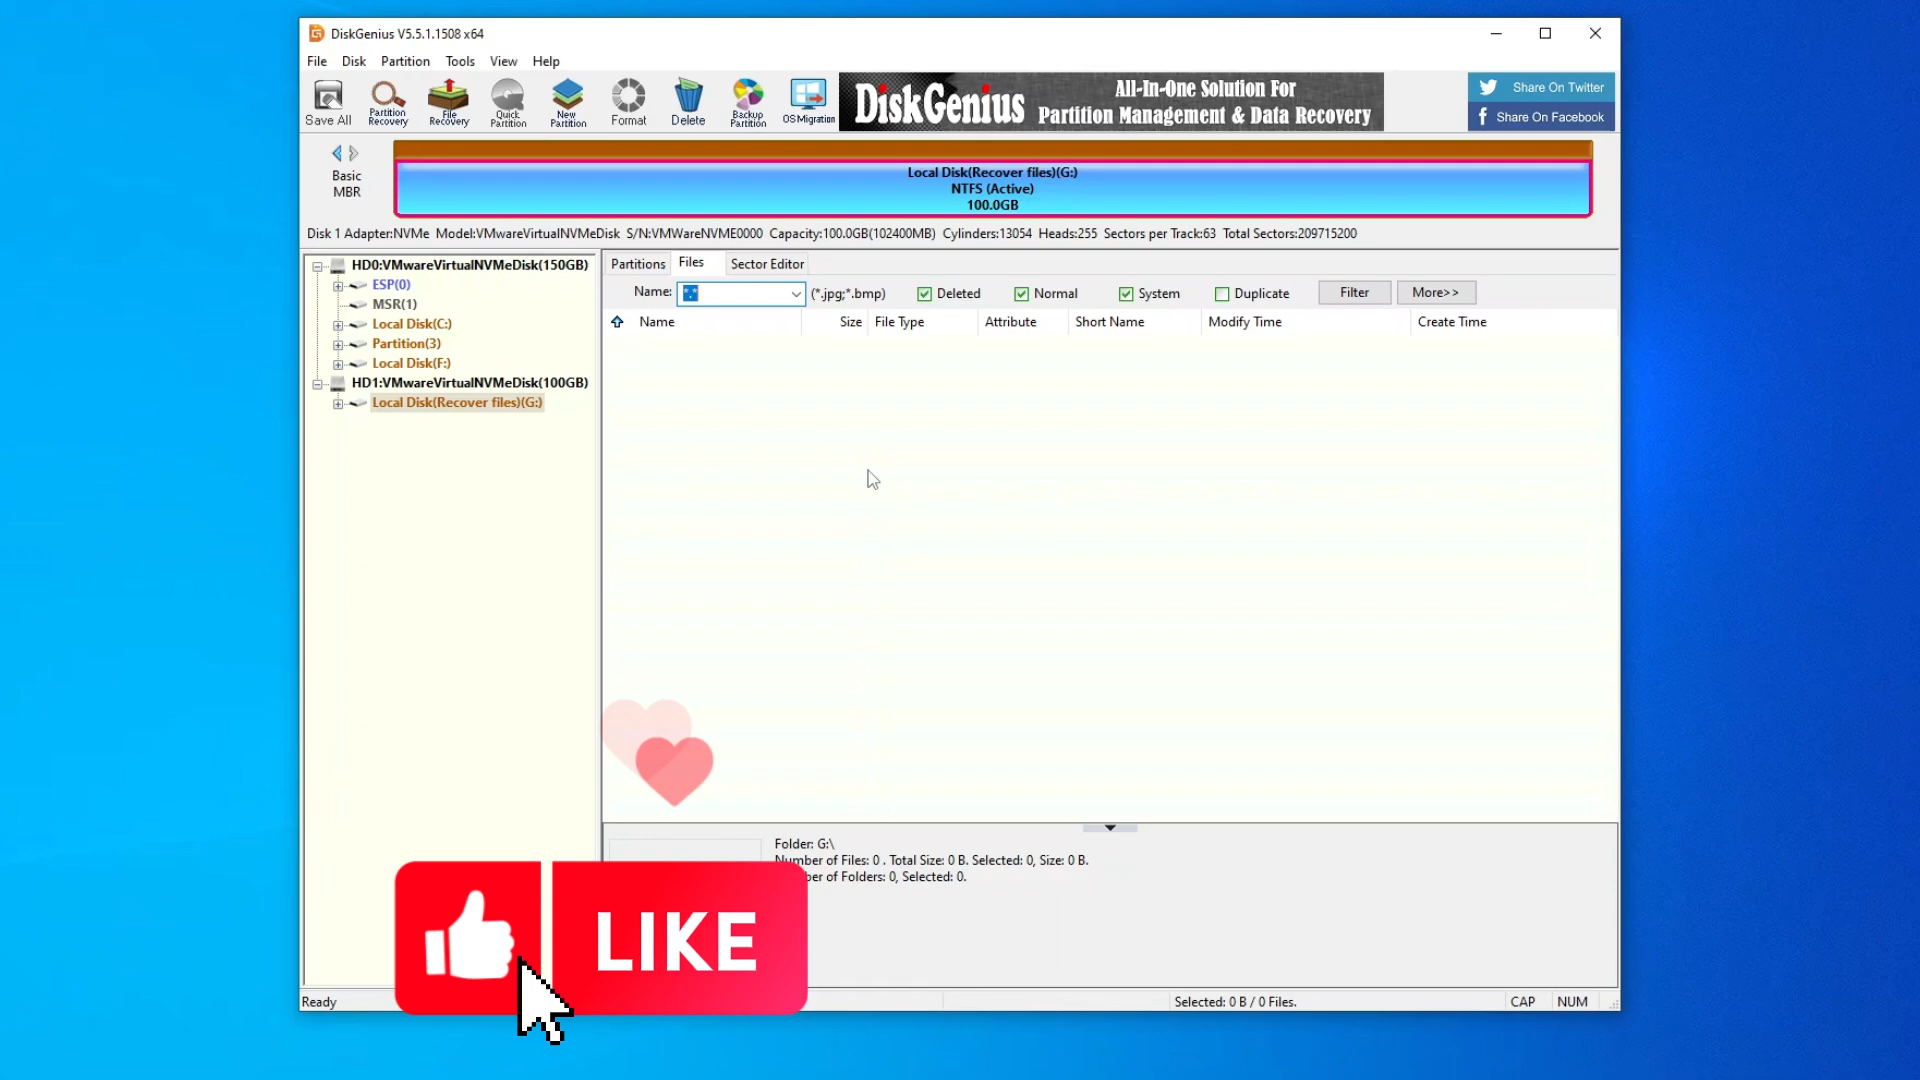 DiskGenius V5.5.1.1508 x64
File Disk Partition Tools View Help
Save All
Partition Recovery
File Recovery
Quick Partition
New Partition
Format
Delete
Backup Partition
OS Migration
DiskGenius
All-In-One Solution For
Partition Management & Data Recovery
Share On Twitter
Share On Facebook
Basic
MBR
Local Disk(Recover files)(G:)
NTFS (Active)
100.0GB
Disk 1 Adapter:NVMe Model:VMwareVirtualNVMeDisk S/N:VMWareNVME0000 Capacity:100.0GB(102400MB) Cylinders:13054 Heads:255 Sectors per Track:63 Total Sectors:209715200
HD0:VMwareVirtualNVMeDisk(150GB)
ESP(0)
MSR(1)
Local Disk(C:)
Partition(3)
Local Disk(F:)
HD1:VMwareVirtualNVMeDisk(100GB)
Local Disk(Recover files)(G:)
Partitions Files Sector Editor
Name: *.* (*.jpg;*.bmp) Deleted Normal System Duplicate Filter More>>
Name Size File Type Attribute Short Name Modify Time Create Time
Folder: G:\
Number of Files: 0 . Total Size: 0 B. Selected: 0, Size: 0 B.
of Folders: 0, Selected: 0.
LIKE
Ready Selected: 0 B / 0 Files. CAP NUM